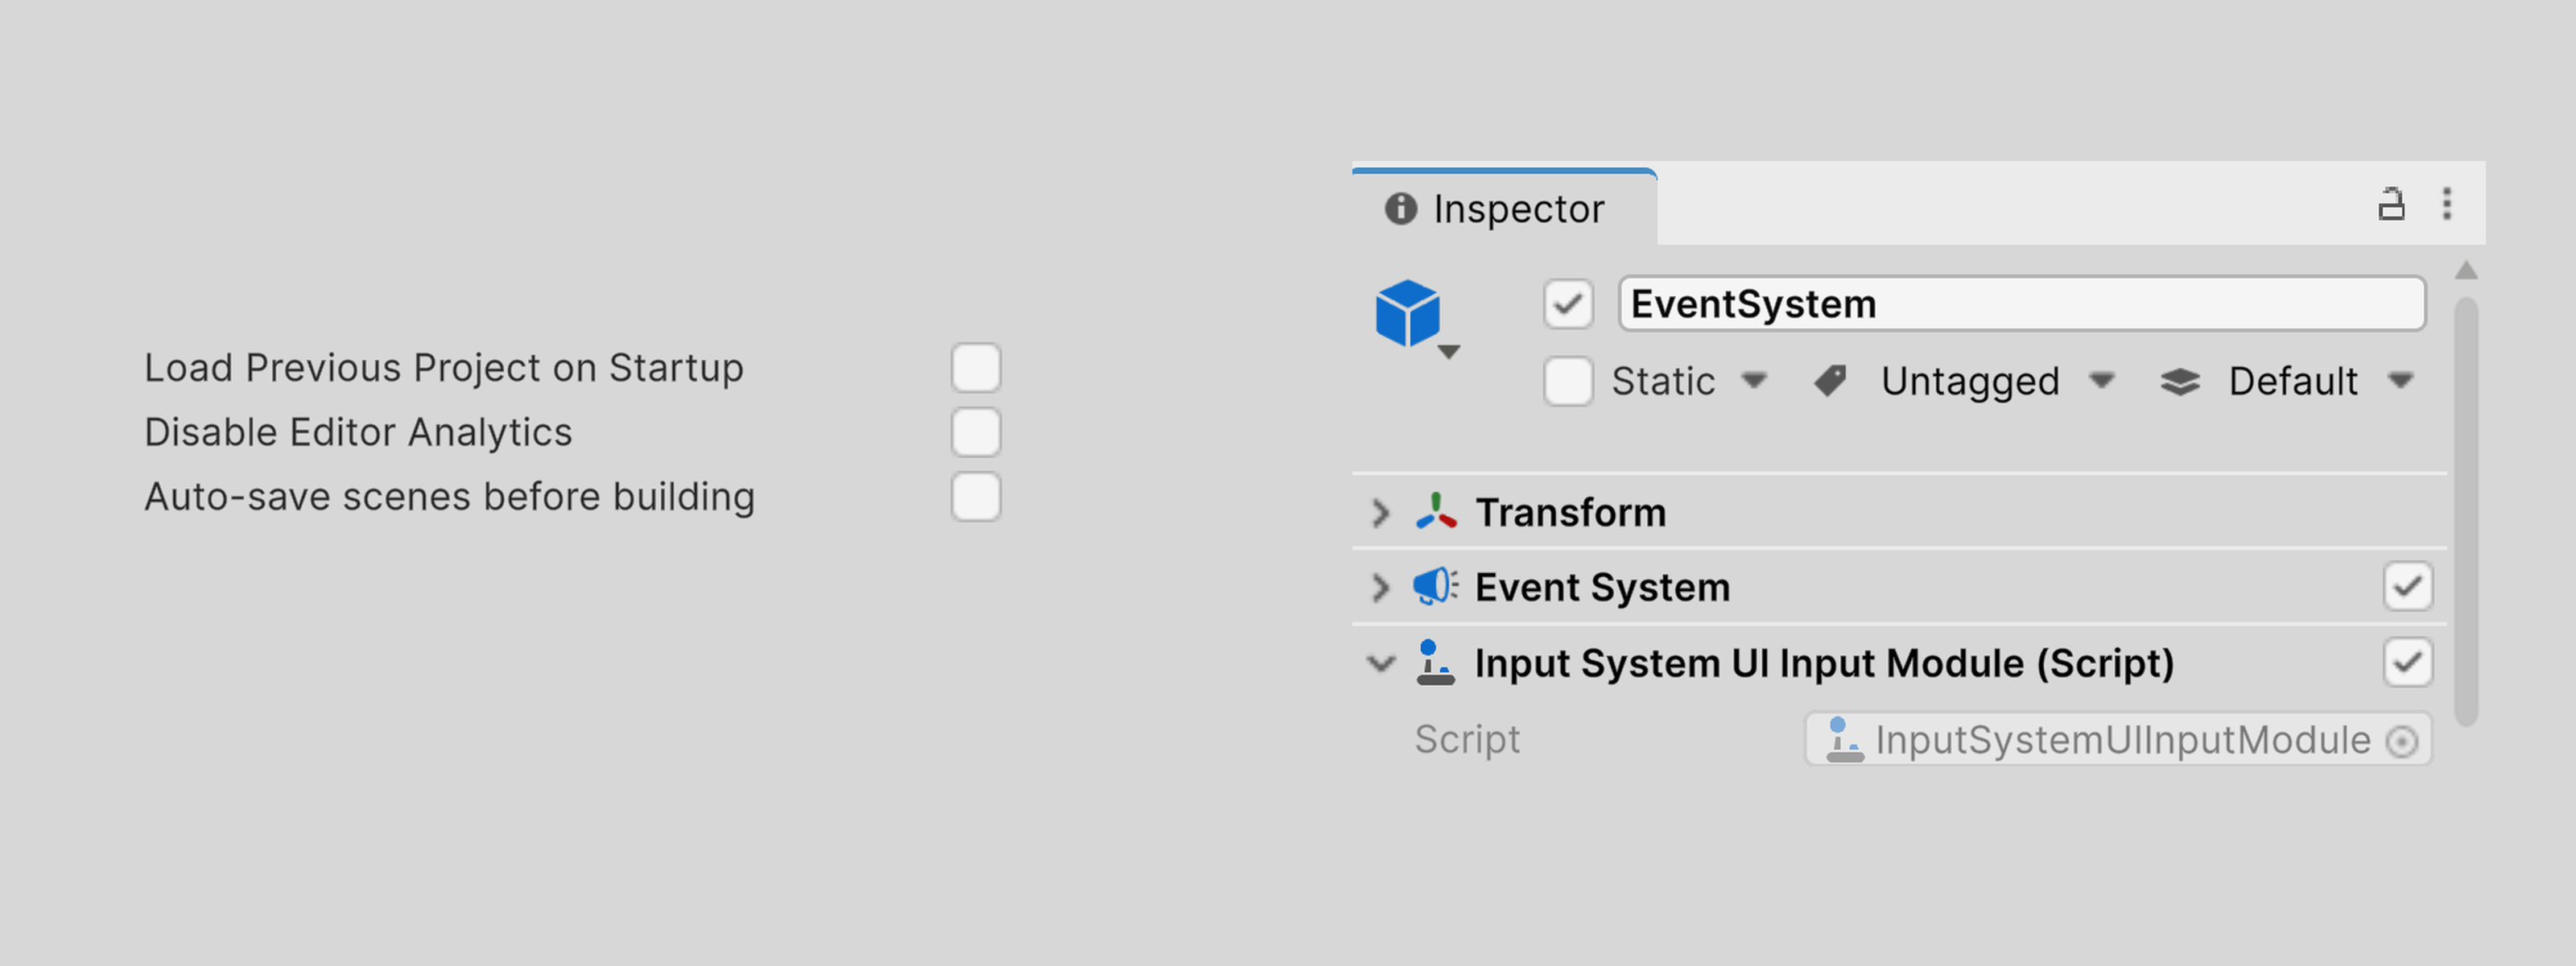 Load Previous Project on Startup
Disable Editor Analytics
Auto-save scenes before building
Inspector
EventSystem
Static Untagged Default
Transform
Event System
Input System UI Input Module (Script)
Script InputSystemUIInputModule